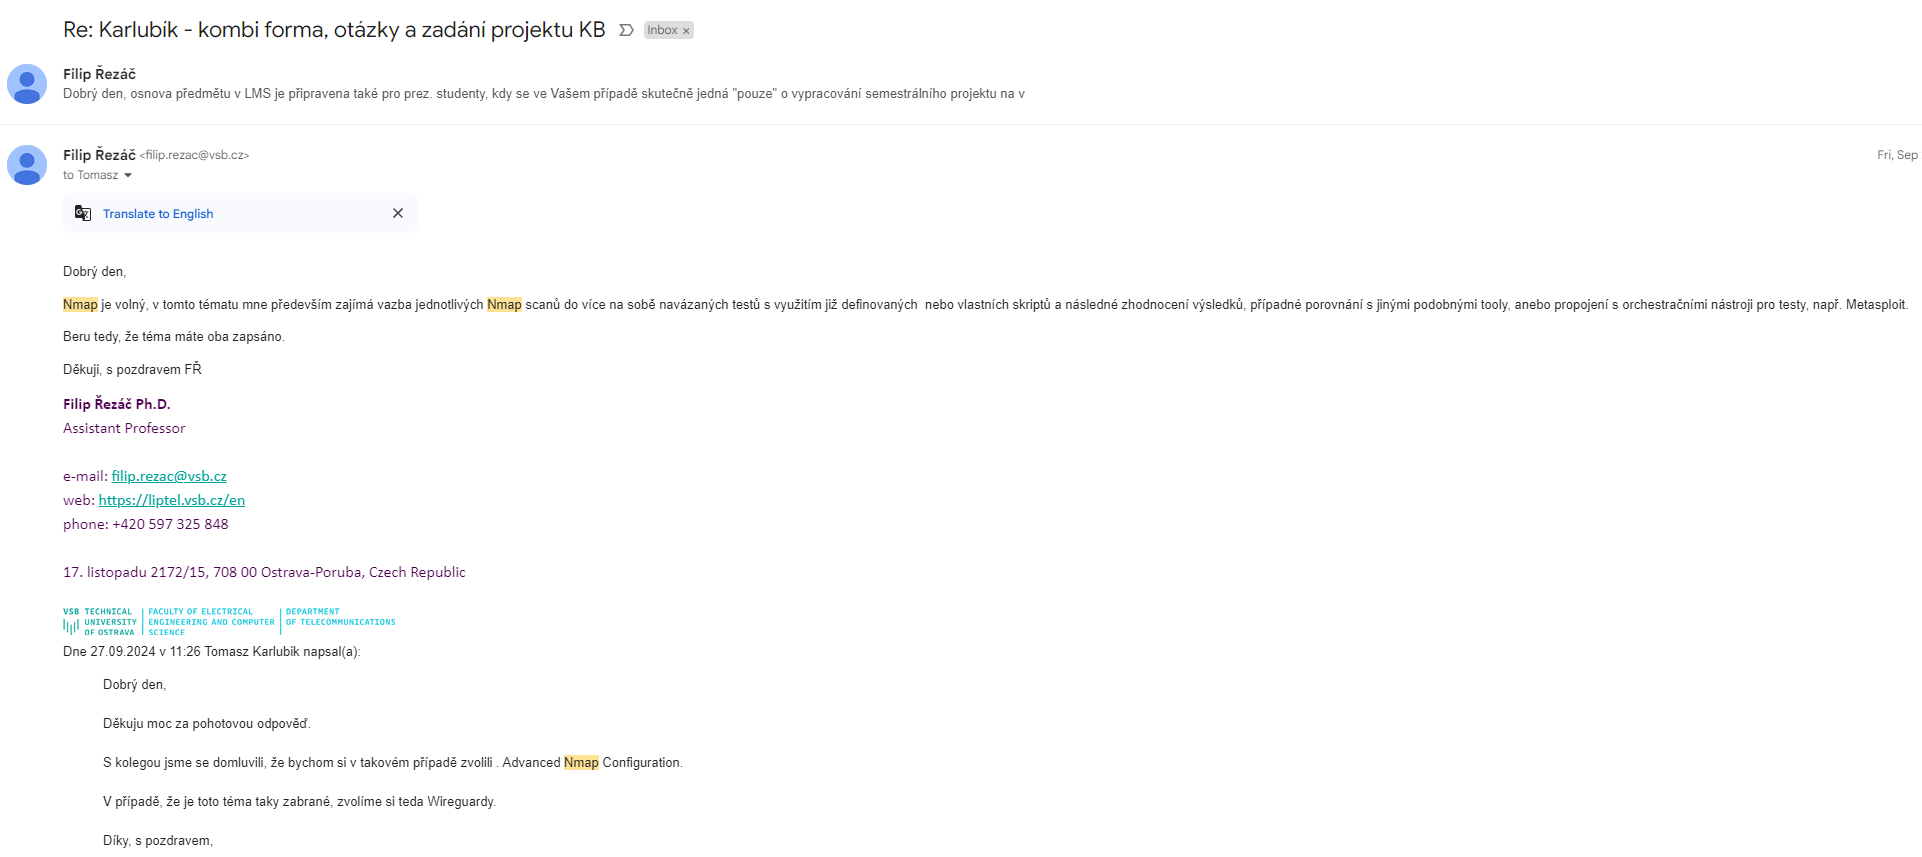 Re: Karlubík - kombi forma, otázky a zadání projektu KB
Inbox ×
Filip Řezáč
Dobrý den, osnova předmětu v LMS je připravena také pro prez. studenty, kdy se ve Vašem případě skutečně jedná "pouze" o vypracování semestrálního projektu na v
Filip Řezáč <filip.rezac@vsb.cz>
Fri, Sep
to Tomasz
Translate to English
Dobrý den,
Nmap je volný, v tomto tématu mne především zajímá vazba jednotlivých Nmap scanů do více na sobě navázaných testů s využitím již definovaných  nebo vlastních skriptů a následné zhodnocení výsledků, případné porovnání s jinými podobnými tooly, anebo propojení s orchestračními nástroji pro testy, např. Metasploit.
Beru tedy, že téma máte oba zapsáno.
Děkuji, s pozdravem FŘ
Filip Řezáč Ph.D.
Assistant Professor
e-mail: filip.rezac@vsb.cz
web: https://liptel.vsb.cz/en
phone: +420 597 325 848
17. listopadu 2172/15, 708 00 Ostrava-Poruba, Czech Republic
VSB TECHNICAL
UNIVERSITY
OF OSTRAVA
FACULTY OF ELECTRICAL
ENGINEERING AND COMPUTER
SCIENCE
DEPARTMENT
OF TELECOMMUNICATIONS
Dne 27.09.2024 v 11:26 Tomasz Karlubik napsal(a):
Dobrý den,
Děkuju moc za pohotovou odpověď.
S kolegou jsme se domluvili, že bychom si v takovém případě zvolili . Advanced Nmap Configuration.
V případě, že je toto téma taky zabrané, zvolíme si teda Wireguardy.
Díky, s pozdravem,